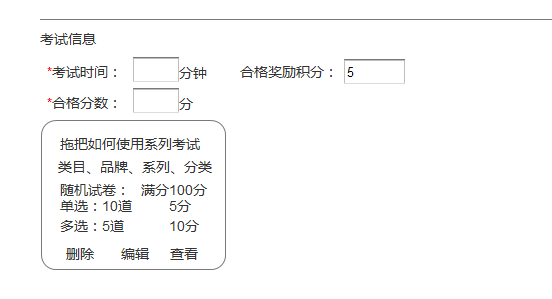 考试信息
*考试时间： 分钟 合格奖励积分： 5
*合格分数： 分
拖把如何使用系列考试
类目、品牌、系列、分类
随机试卷： 满分100分
单选：10道 5分
多选：5道 10分
删除 编辑 查看